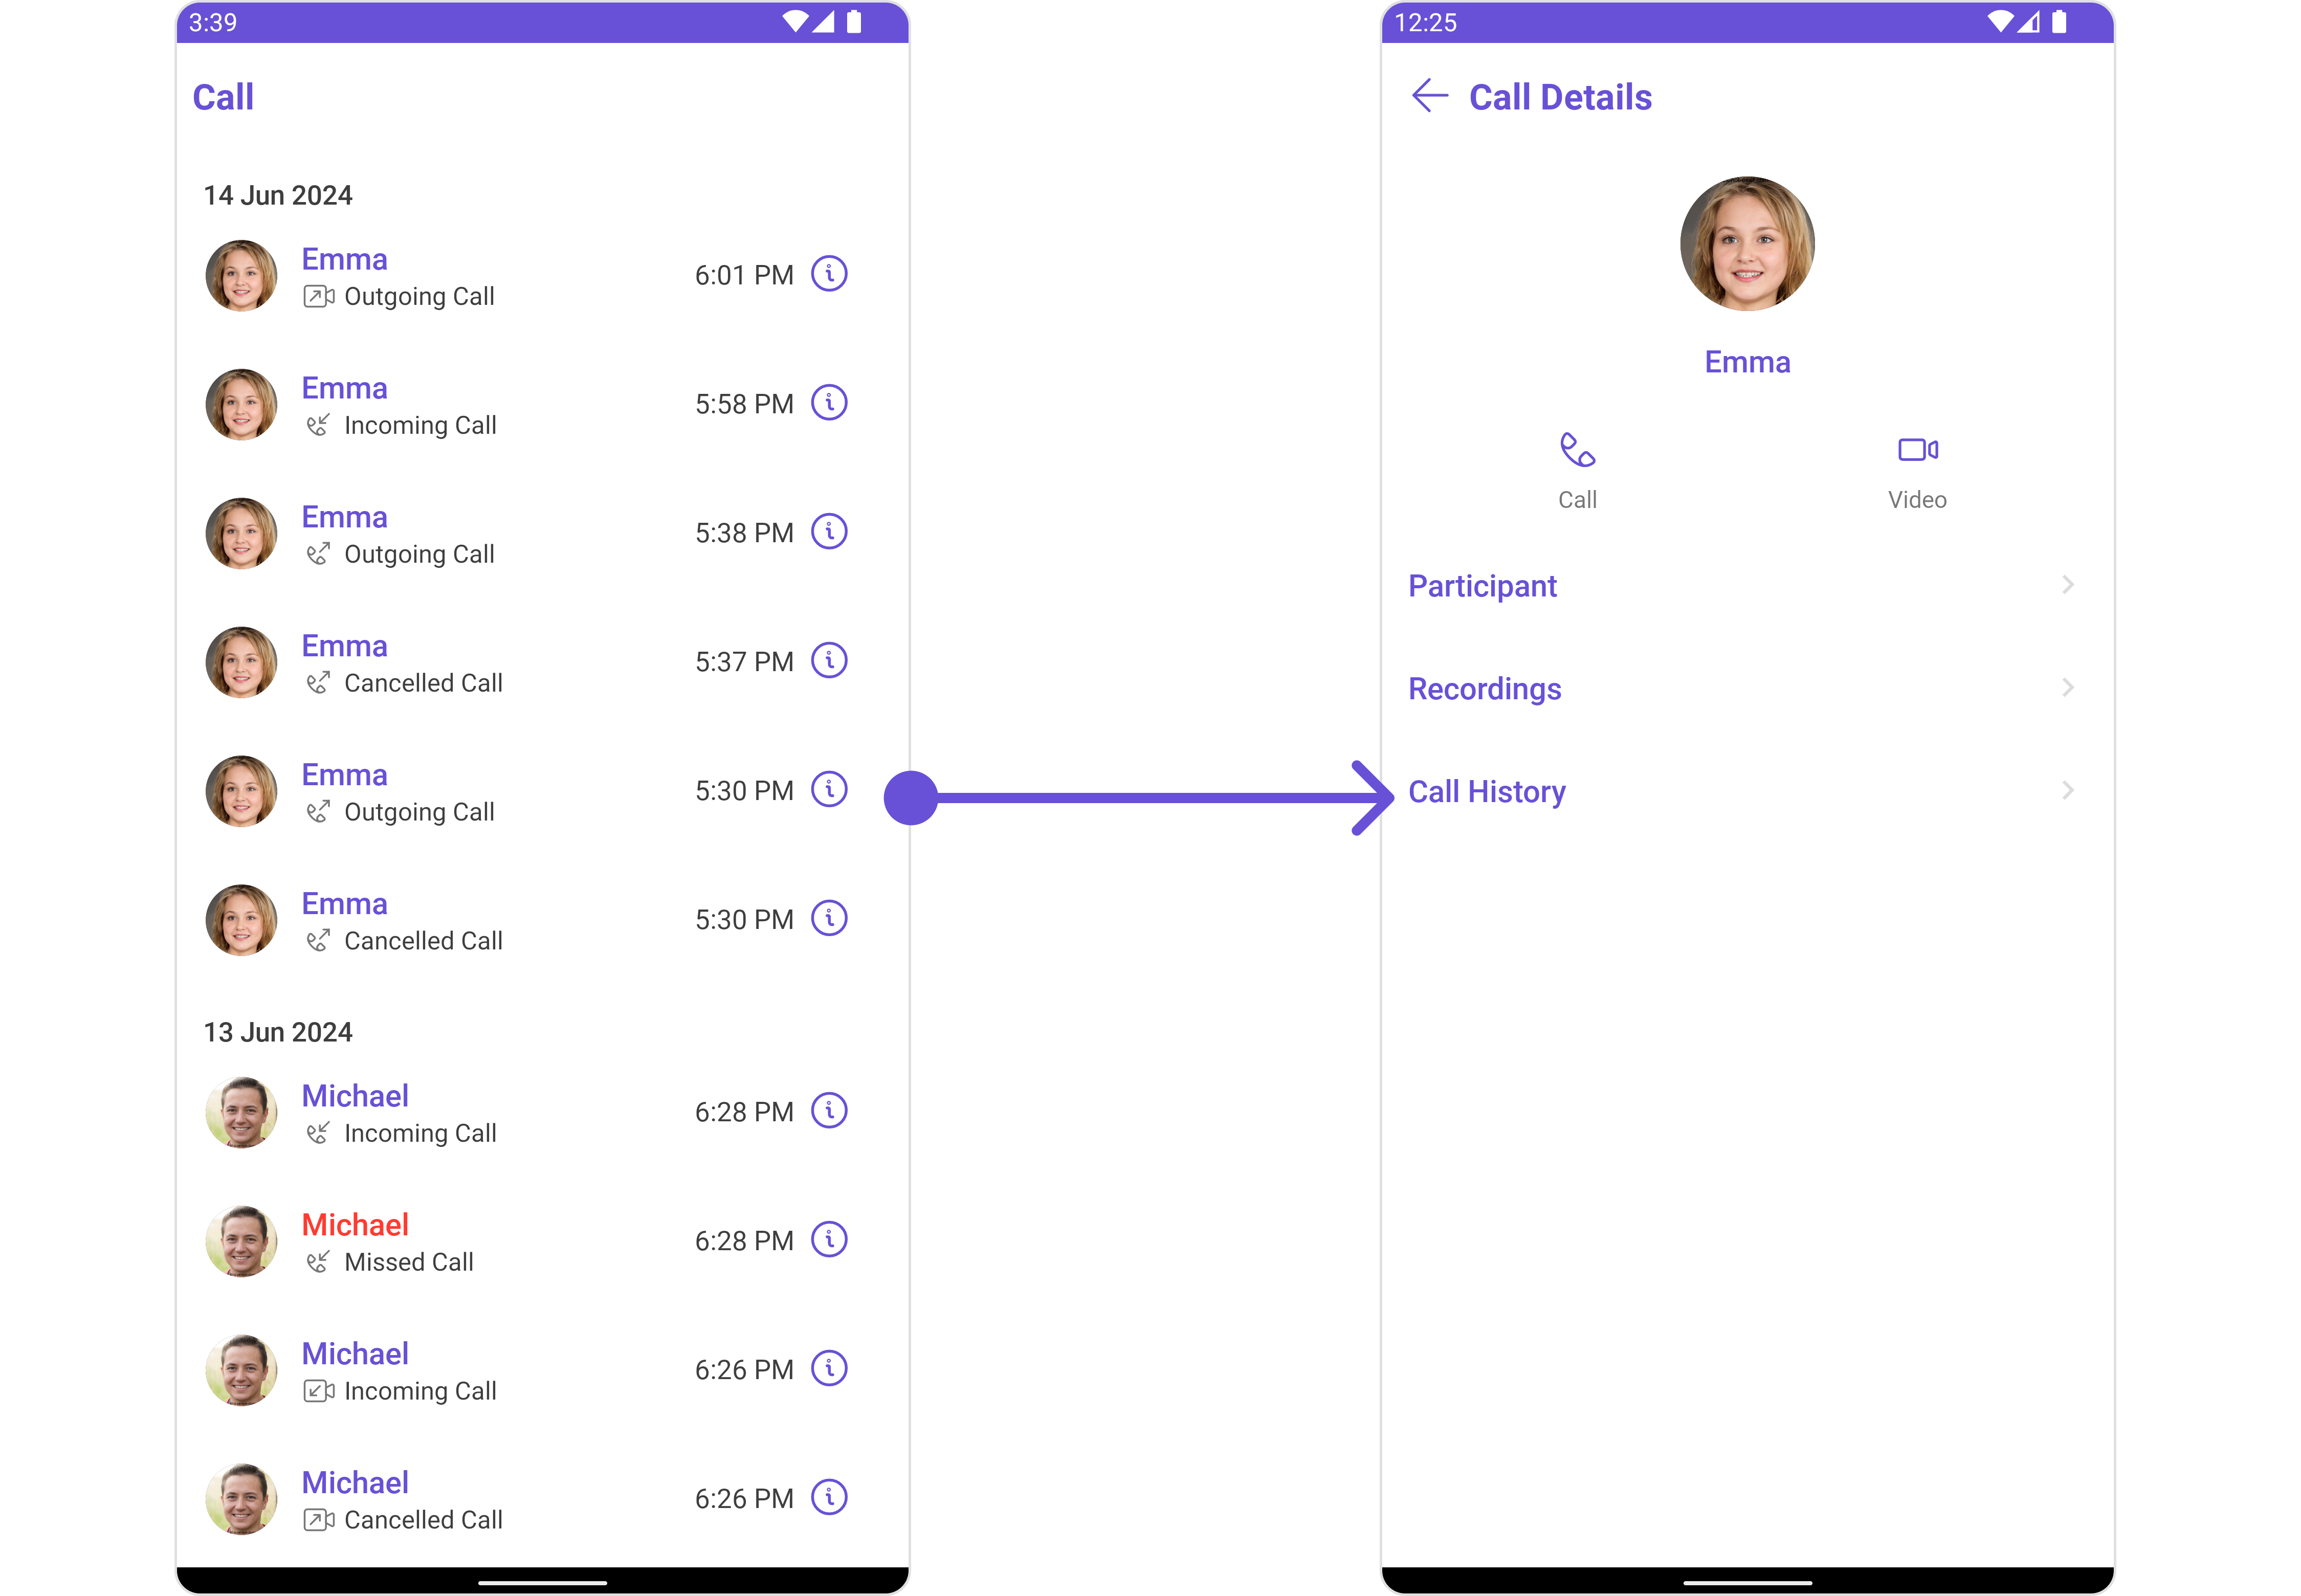 3:39
Call
14 Jun 2024
Emma
Outgoing Call
6:01 PM
Emma
Incoming Call
5:58 PM
Emma
Outgoing Call
5:38 PM
Emma
Cancelled Call
5:37 PM
Emma
Outgoing Call
5:30 PM
Emma
Cancelled Call
5:30 PM
13 Jun 2024
Michael
Incoming Call
6:28 PM
Michael
Missed Call
6:28 PM
Michael
Incoming Call
6:26 PM
Michael
Cancelled Call
6:26 PM
12:25
Call Details
Emma
Call
Video
Participant
Recordings
Call History